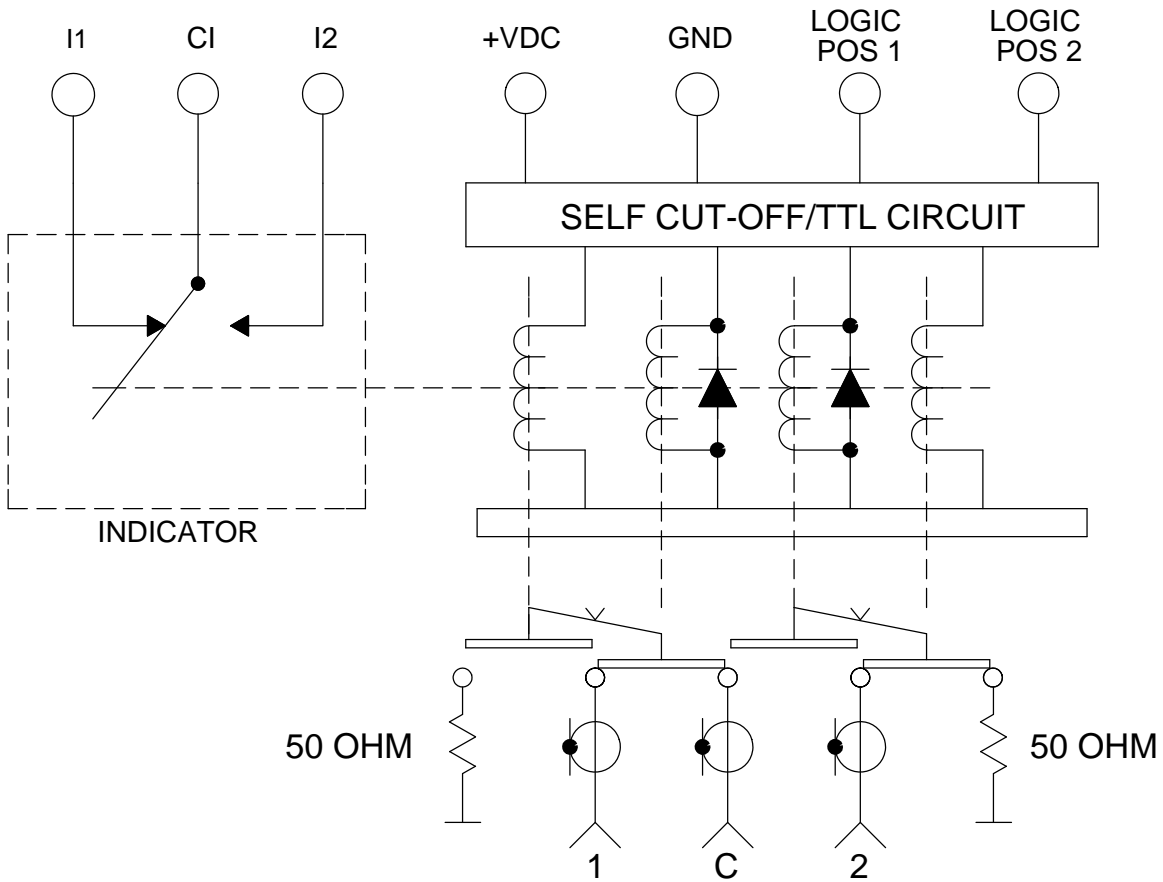 I1
CI
I2
+VDC
GND
LOGIC
POS 1
LOGIC
POS 2
SELF CUT-OFF/TTL CIRCUIT
INDICATOR
50 OHM
50 OHM
1
C
2